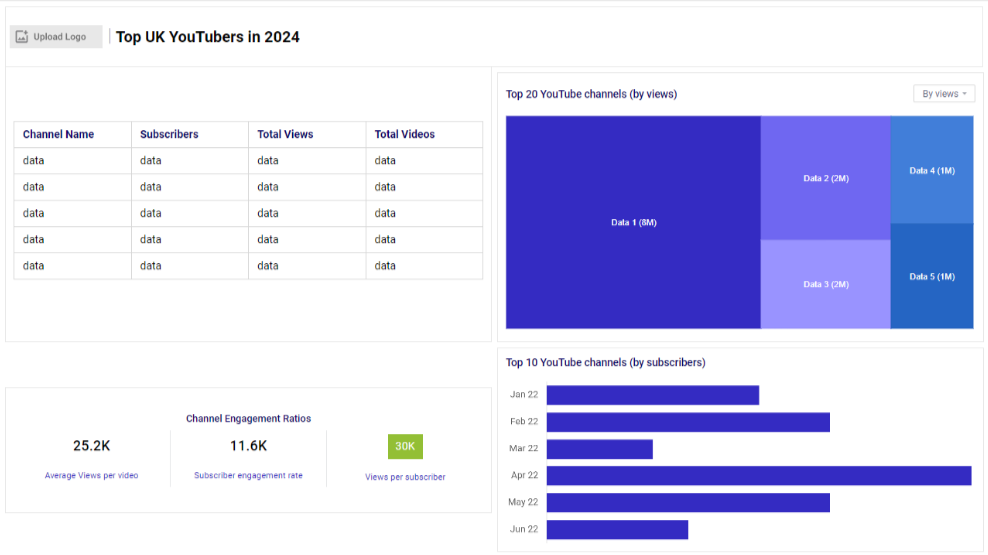 Upload Logo
Top UK YouTubers in 2024
Channel Name Subscribers Total Views Total Videos
data data data data
data data data data
data data data data
data data data data
data data data data
Top 20 YouTube channels (by views)
By views
Data 1 (8M)
Data 2 (2M)
Data 3 (2M)
Data 4 (1M)
Data 5 (1M)
Channel Engagement Ratios
25.2K 11.6K 30K
Average Views per video Subscriber engagement rate Views per subscriber
Top 10 YouTube channels (by subscribers)
Jan 22
Feb 22
Mar 22
Apr 22
May 22
Jun 22